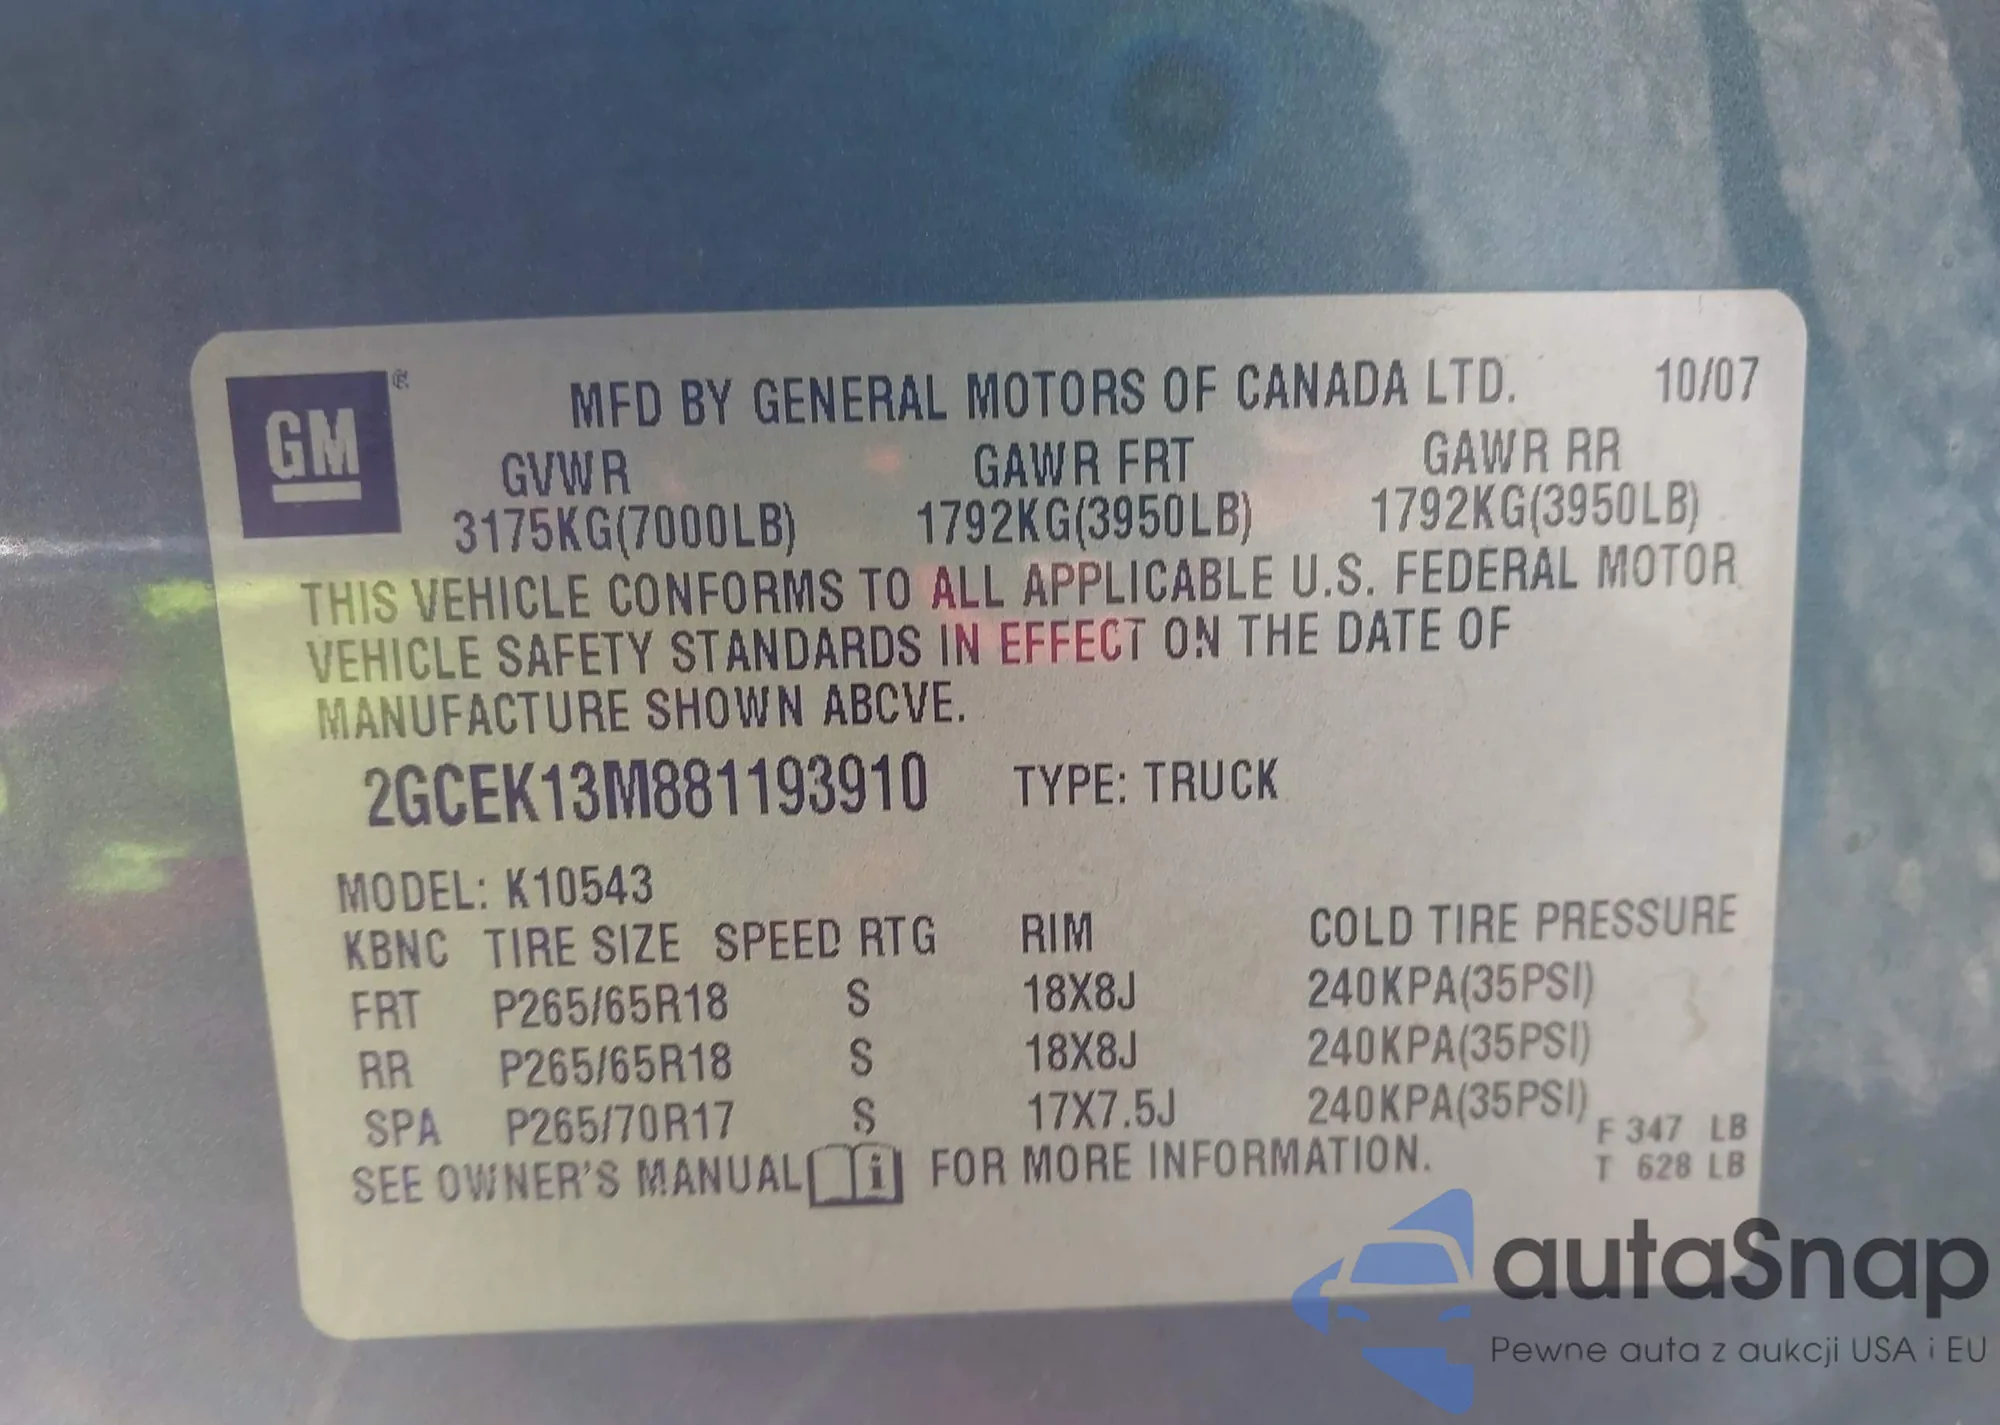 GM ®
MFD BY GENERAL MOTORS OF CANADA LTD. 10/07
GVWR GAWR FRT GAWR RR
3175KG(7000LB) 1792KG(3950LB) 1792KG(3950LB)
THIS VEHICLE CONFORMS TO ALL APPLICABLE U.S. FEDERAL MOTOR
VEHICLE SAFETY STANDARDS IN EFFECT ON THE DATE OF
MANUFACTURE SHOWN ABCVE.
2GCEK13M881193910 TYPE: TRUCK
MODEL: K10543
KBNC TIRE SIZE SPEED RTG RIM COLD TIRE PRESSURE
FRT P265/65R18 S 18X8J 240KPA(35PSI)
RR P265/65R18 S 18X8J 240KPA(35PSI)
SPA P265/70R17 S 17X7.5J 240KPA(35PSI)
F 347 LB
T 628 LB
SEE OWNER'S MANUAL i FOR MORE INFORMATION.
autaSnap
Pewne auta z aukcji USA i EU